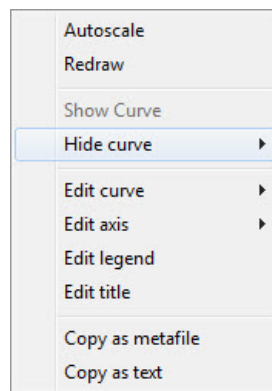 Autoscale
Redraw
Show Curve
Hide curve
Edit curve
Edit axis
Edit legend
Edit title
Copy as metafile
Copy as text